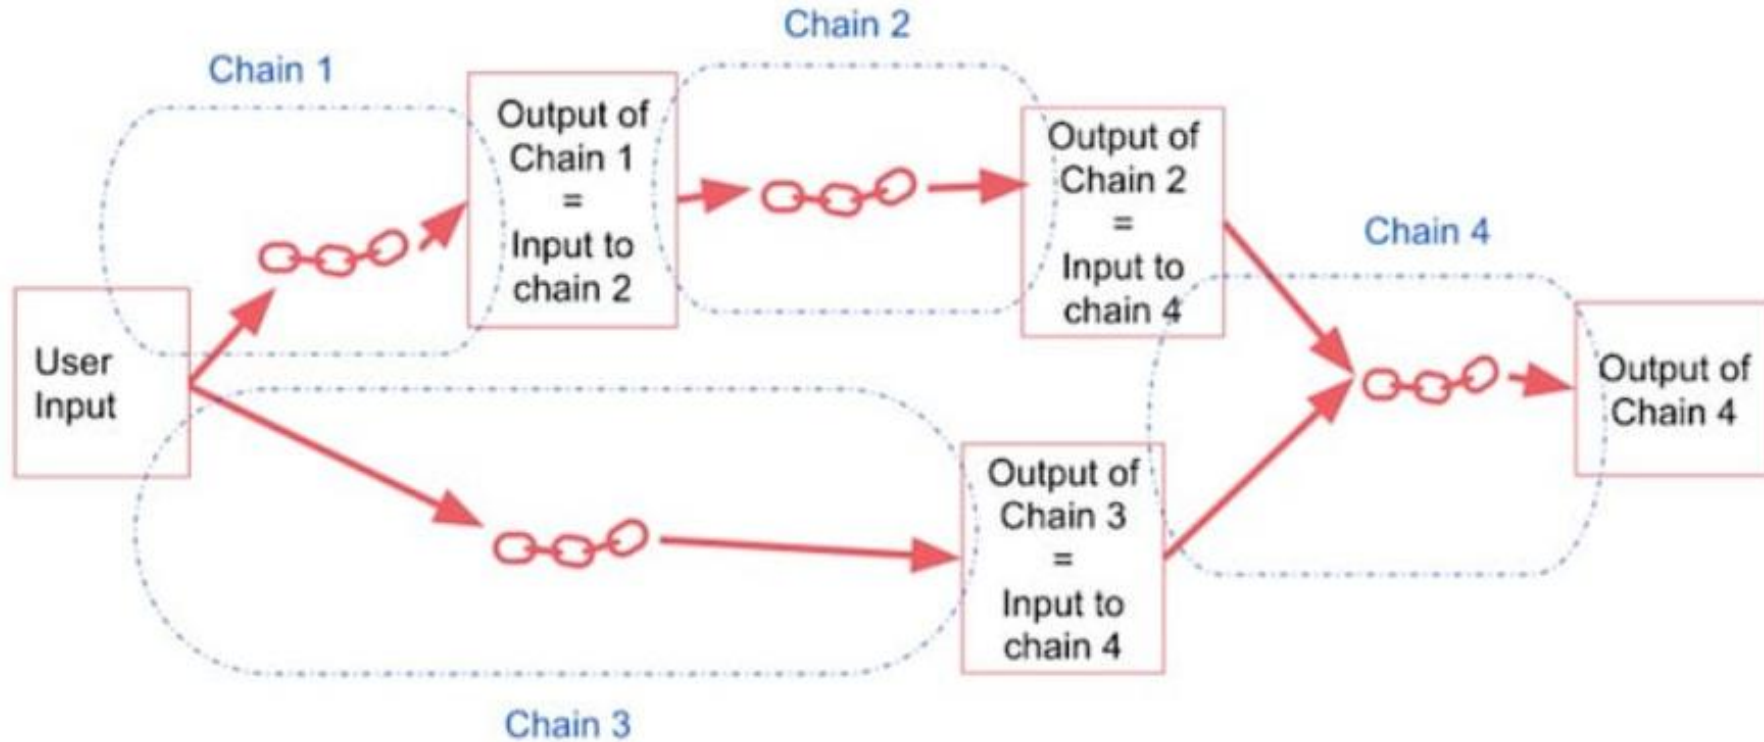 Chain 2
Chain 1
Output of
Chain 1
=
Input to
chain 2
Output of
Chain 2
=
Input to
chain 4
Chain 4
User
Input
Output of
Chain 4
Output of
Chain 3
=
Input to
chain 4
Chain 3